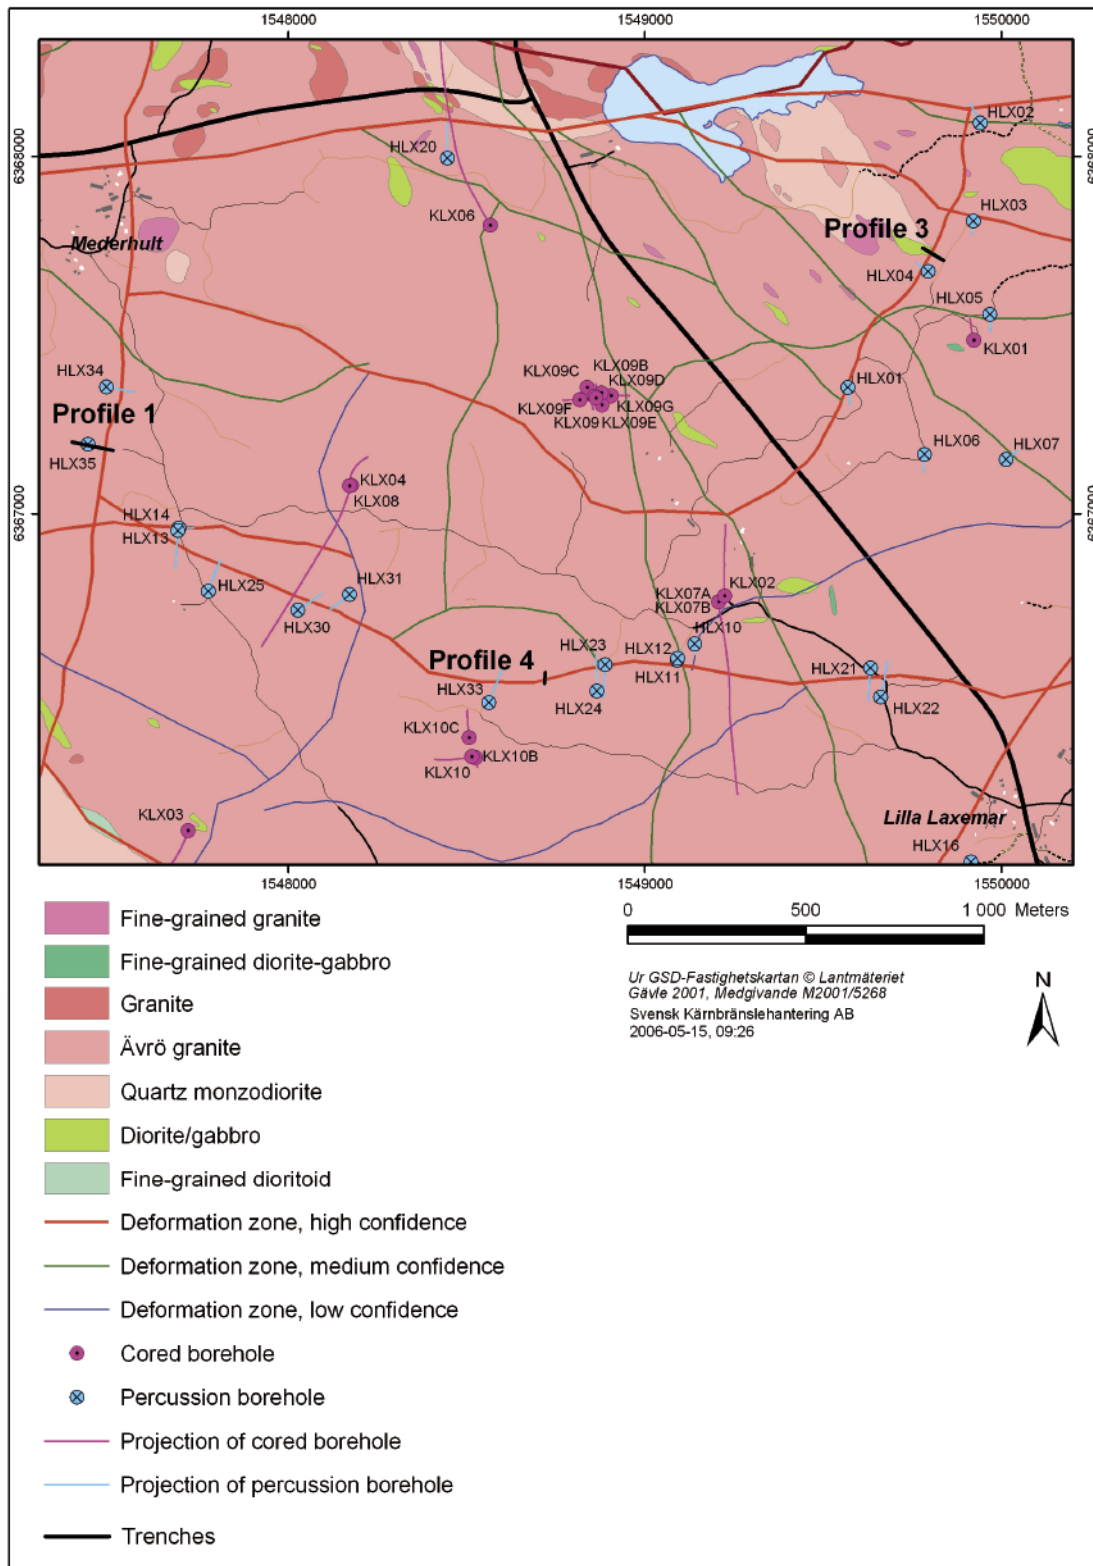 1548000
1549000
1550000
6368000
6368000
HLX02
HLX20
KLX06
HLX03
Mederhult
Profile 3
HLX04
HLX05
KLX01
HLX34
KLX09C
KLX09B
KLX09D
KLX09F
KLX09G
KLX09
KLX09E
HLX01
Profile 1
HLX35
HLX06
HLX07
KLX04
KLX08
6367000
6367000
HLX14
HLX13
HLX25
HLX31
HLX30
KLX02
KLX07A
KLX07B
HLX10
HLX23
HLX12
HLX11
Profile 4
HLX33
HLX24
HLX21
HLX22
KLX10C
KLX10B
KLX10
KLX03
Lilla Laxemar
HLX16
1548000
1549000
1550000
Fine-grained granite
Fine-grained diorite-gabbro
Granite
Ävrö granite
Quartz monzodiorite
Diorite/gabbro
Fine-grained dioritoid
Deformation zone, high confidence
Deformation zone, medium confidence
Deformation zone, low confidence
Cored borehole
Percussion borehole
Projection of cored borehole
Projection of percussion borehole
Trenches
0 500 1 000 Meters
Ur GSD-Fastighetskartan © Lantmäteriet
Gävle 2001, Medgivande M2001/5268
Svensk Kärnbränslehantering AB
2006-05-15, 09:26
N